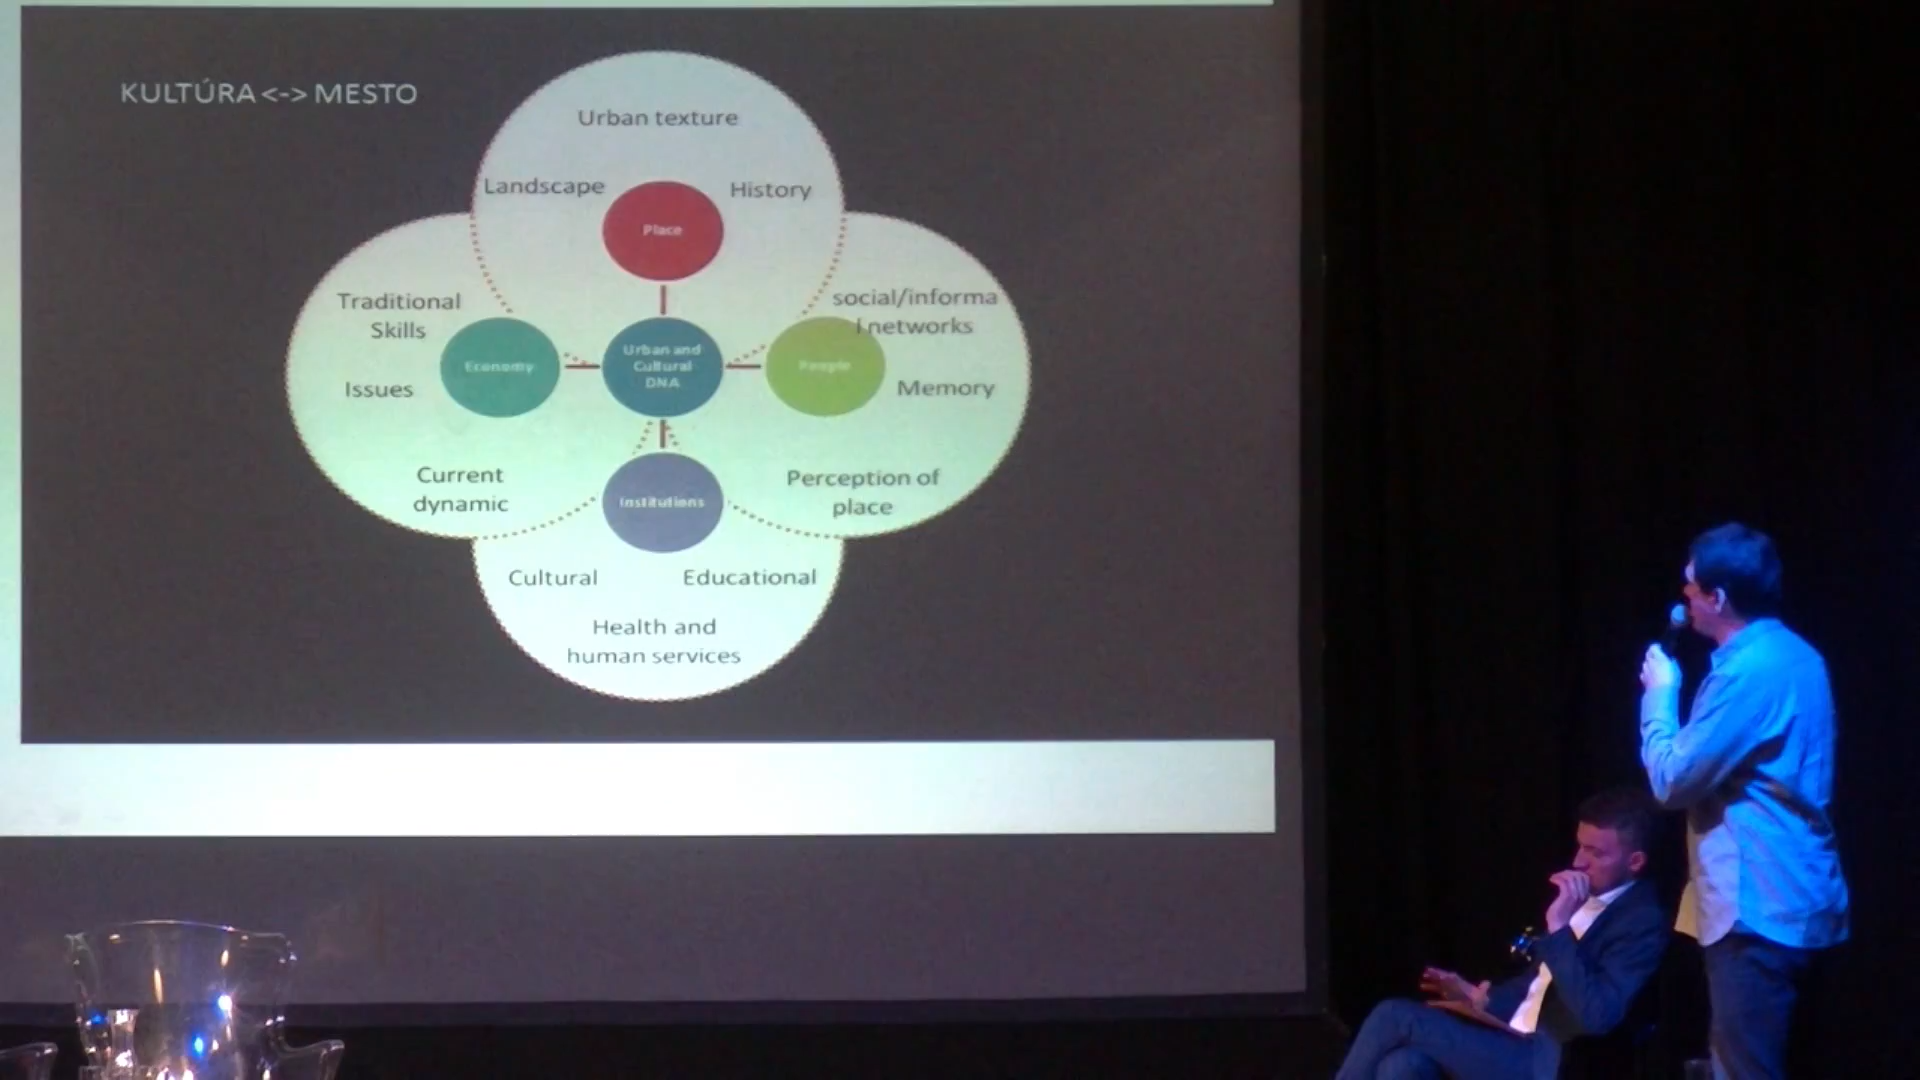 KULTÚRA <-> MESTO
Urban texture
Landscape
History
Place
Traditional
Skills
Economy
Issues
Current
dynamic
Urban and
Cultural
DNA
social/informa
l networks
People
Memory
Perception of
place
Institutions
Cultural
Educational
Health and
human services